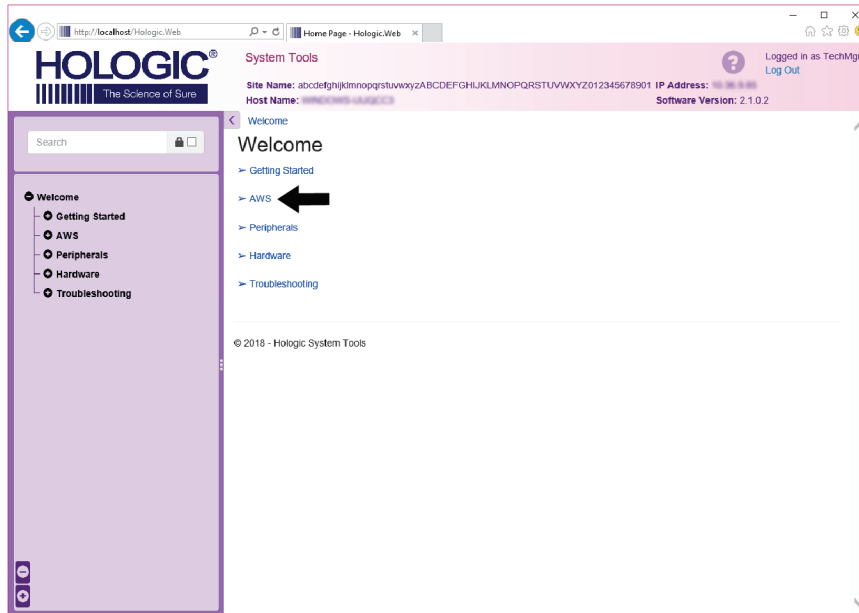 http://localhost/Hologic.Web
Home Page - Hologic.Web
HOLOGIC®
The Science of Sure
System Tools
Logged in as TechMgr
Log Out
Site Name: abcdefghijklmnopqrstuvwxyzABCDEFGHIJKLMNOPQRSTUVWXYZ012345678901 IP Address:
Host Name:
Software Version: 2.1.0.2
Search
Welcome
Getting Started
AWS
Peripherals
Hardware
Troubleshooting
Welcome
Welcome
➢ Getting Started
➢ AWS
➢ Peripherals
➢ Hardware
➢ Troubleshooting
© 2018 - Hologic System Tools